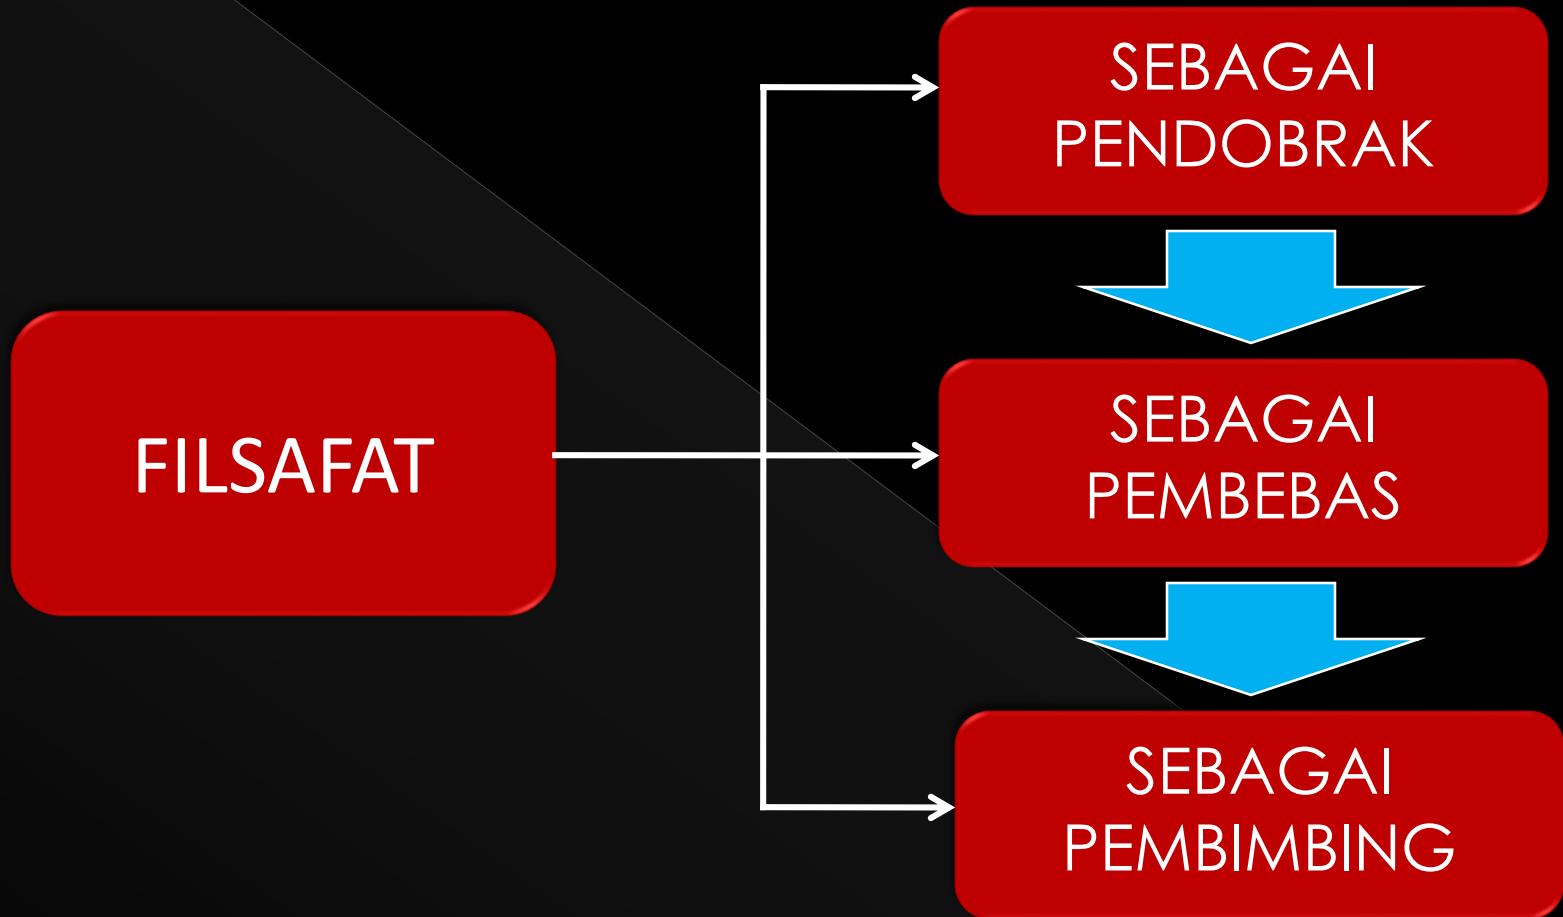 FILSAFAT
SEBAGAI
PENDOBRAK
SEBAGAI
PEMBEBAS
SEBAGAI
PEMBIMBING